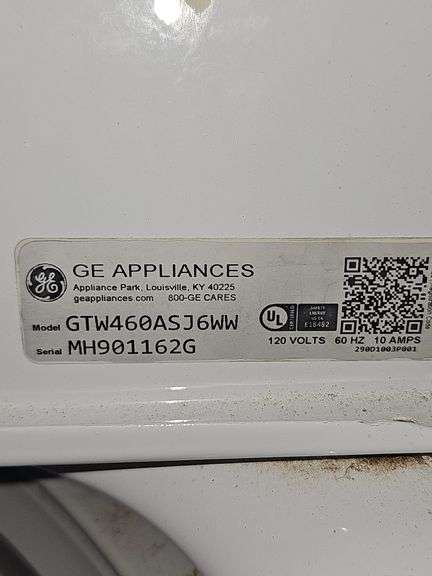 GE APPLIANCES
Appliance Park, Louisville, KY 40225
geappliances.com 800-GE CARES
Model GTW460ASJ6WW
Serial MH901162G
UL
E16482
120 VOLTS 60 HZ 10 AMPS
290D1003P001